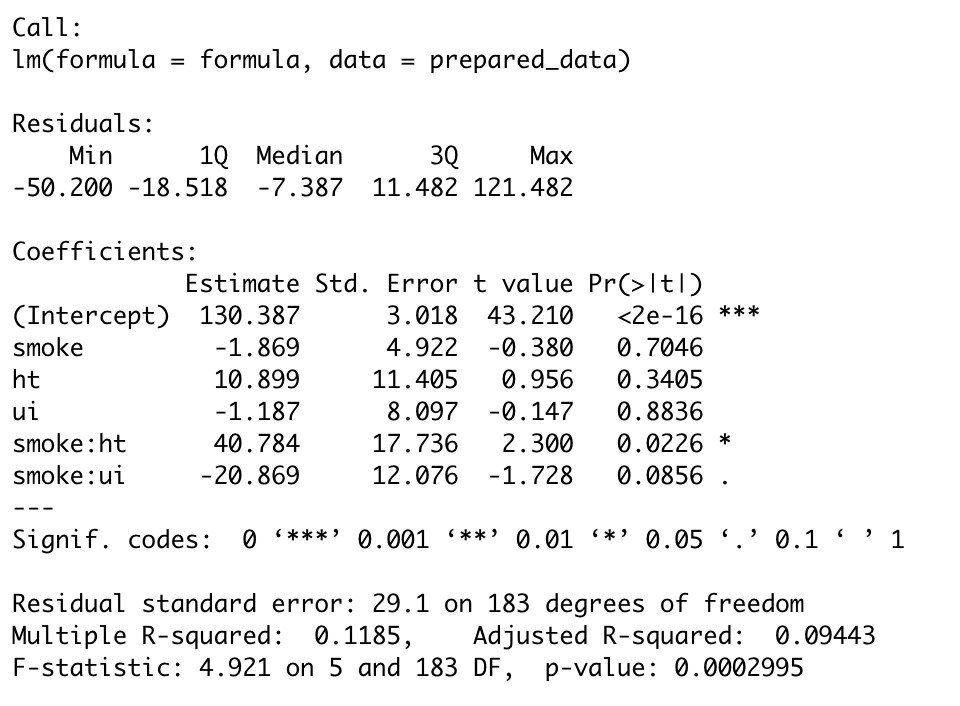 Call:
lm(formula = formula, data = prepared_data)

Residuals:
    Min      1Q  Median      3Q     Max
-50.200 -18.518  -7.387  11.482 121.482

Coefficients:
            Estimate Std. Error t value Pr(>|t|)
(Intercept)  130.387      3.018  43.210   <2e-16 ***
smoke         -1.869      4.922  -0.380   0.7046
ht            10.899     11.405   0.956   0.3405
ui            -1.187      8.097  -0.147   0.8836
smoke:ht      40.784     17.736   2.300   0.0226 *
smoke:ui     -20.869     12.076  -1.728   0.0856 .
---
Signif. codes:  0 ‘***’ 0.001 ‘**’ 0.01 ‘*’ 0.05 ‘.’ 0.1 ‘ ’ 1

Residual standard error: 29.1 on 183 degrees of freedom
Multiple R-squared:  0.1185,    Adjusted R-squared:  0.09443
F-statistic: 4.921 on 5 and 183 DF,  p-value: 0.0002995